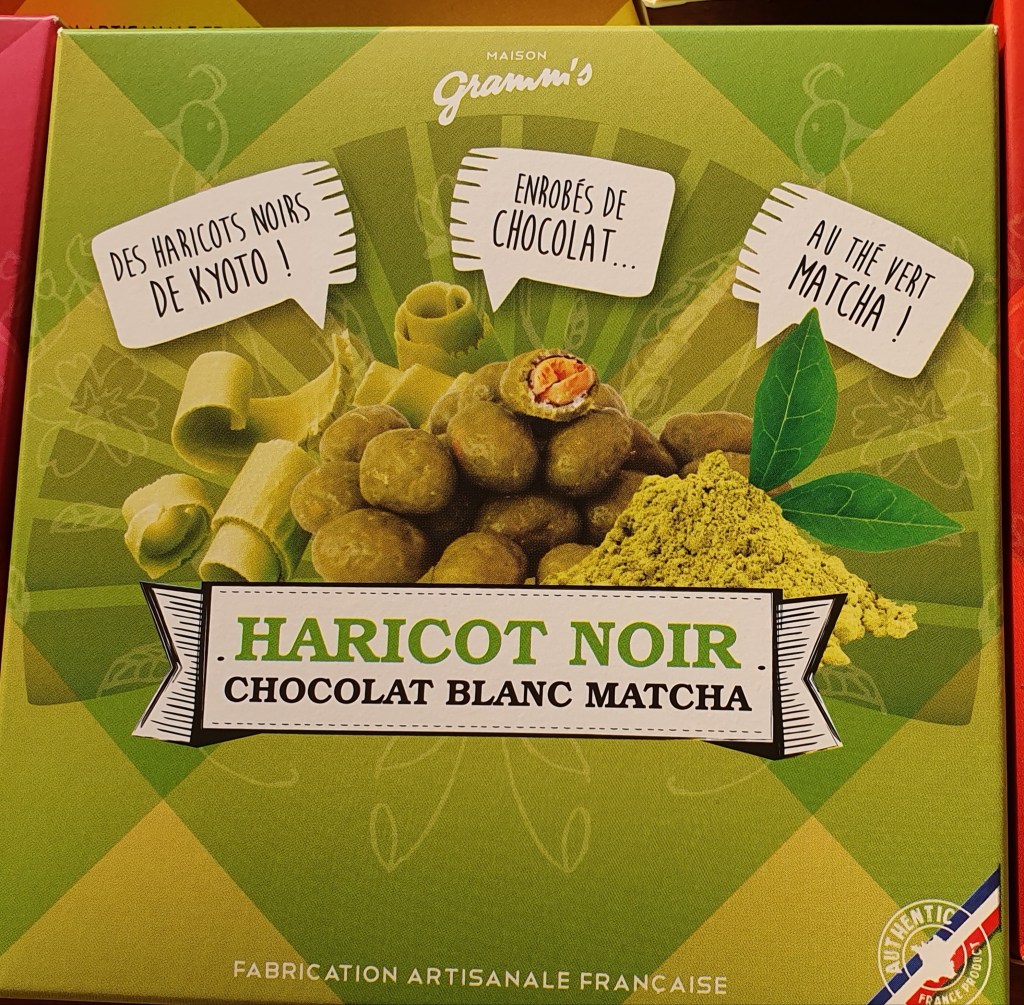 MAISON
Gramm's
DES HARICOTS NOIRS
DE KYOTO !
ENROBÉS DE
CHOCOLAT...
AU THÉ VERT
MATCHA !
. HARICOT NOIR .
CHOCOLAT BLANC MATCHA
FABRICATION ARTISANALE FRANÇAISE
AUTHENTIC
FRANCE PRODUCT